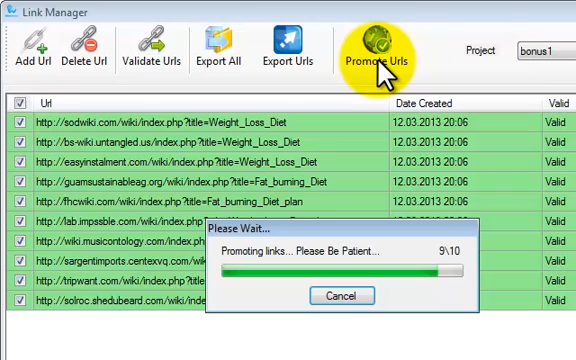 Link Manager
Add Url Delete Url Validate Urls Export All Export Urls Promote Urls Project bonus1
Url Date Created Valid
http://sodwiki.com/index.php?title=Weight_Loss_Diet 12.03.2013 20:06 Valid
http://bs-wiki.untangled.us/index.php?title=Weight_Loss_Diet 12.03.2013 20:06 Valid
http://easyinstalment.com/index.php?title=Weight_Loss_Diet 12.03.2013 20:06 Valid
http://guamsustainableag.org/wiki/index.php?title=Fat_burning_Diet 12.03.2013 20:06 Valid
http://fhcwiki.com/wiki/index.php?title=Fat_burning_Diet_plan 12.03.2013 20:06 Valid
http://lab.impssble.com/wiki/index.php Valid
http://wiki.musicontology.com/index.php Valid
http://sargentimports.centexvq.com/wiki Valid
http://tripwant.com/wiki/index.php?title Valid
http://solroc.shedubeard.com/wiki/index Valid
Please Wait...
Promoting links... Please Be Patient... 9\10
Cancel